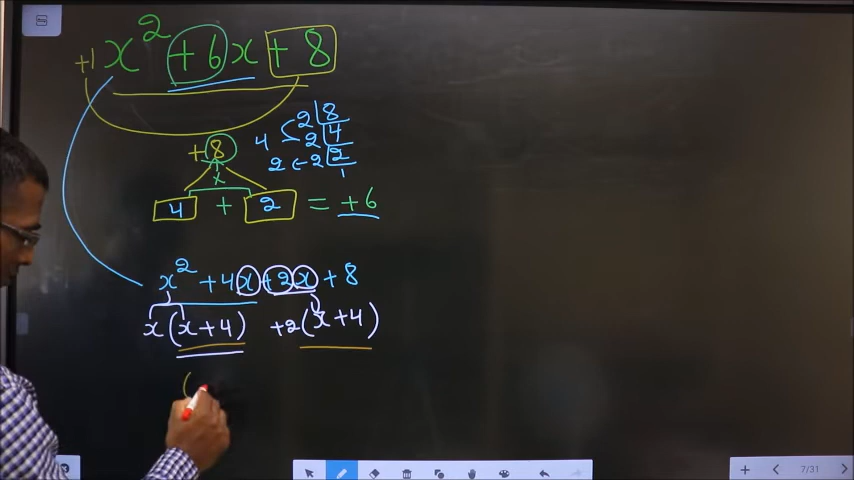 +1 x² +6x + 8
+8
×
4 + 2 = +6
2 | 8
4 2 | 4
2 ← 2 | 2
1
x² + 4x + 2x + 8
x(x + 4) + 2(x + 4)
(
7/31